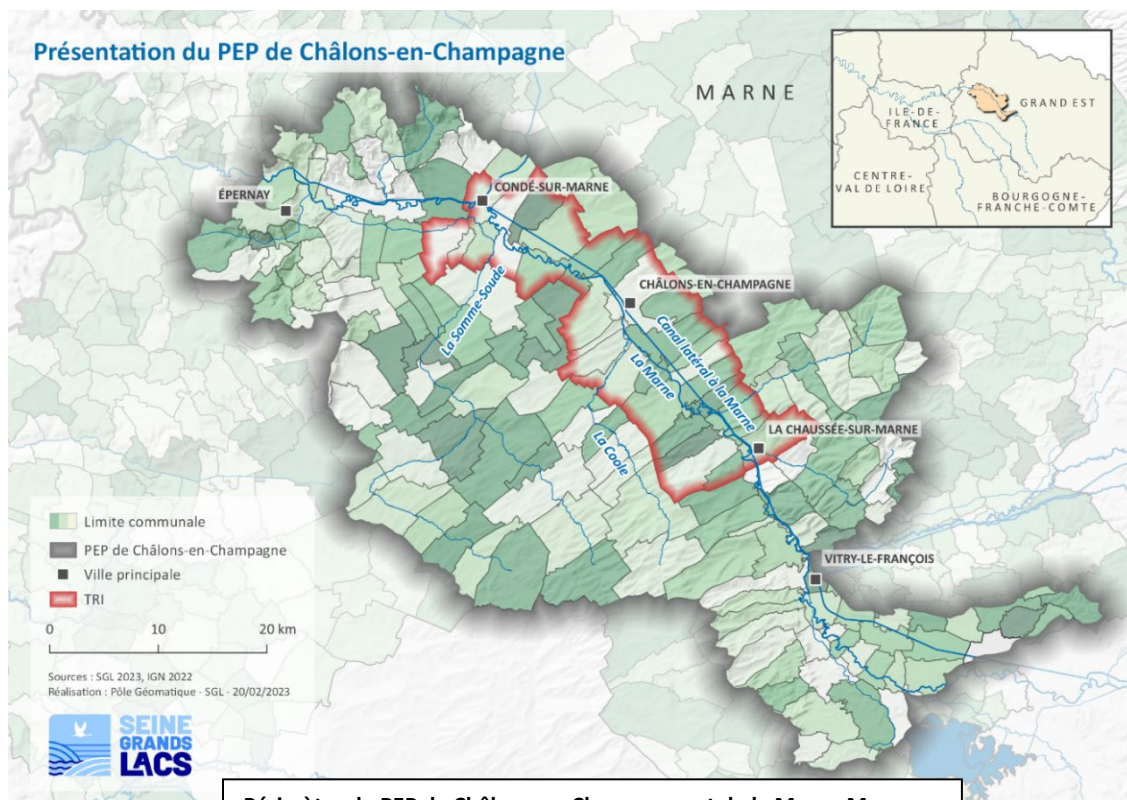 Présentation du PEP de Châlons-en-Champagne
MARNE
ILE-DE-
FRANCE
GRAND EST
CENTRE-
VAL DE LOIRE
BOURGOGNE-
FRANCHE-COMTE
ÉPERNAY
CONDÉ-SUR-MARNE
CHÂLONS-EN-CHAMPAGNE
La Somme-Soude
Canal latéral à la Marne
La Marne
La Coole
LA CHAUSSÉE-SUR-MARNE
VITRY-LE-FRANÇOIS
Limite communale
PEP de Châlons-en-Champagne
Ville principale
TRI
0 10 20 km
Sources : SGL 2023, IGN 2022
Réalisation : Pôle Géomatique - SGL - 20/02/2023
SEINE
GRANDS
LACS